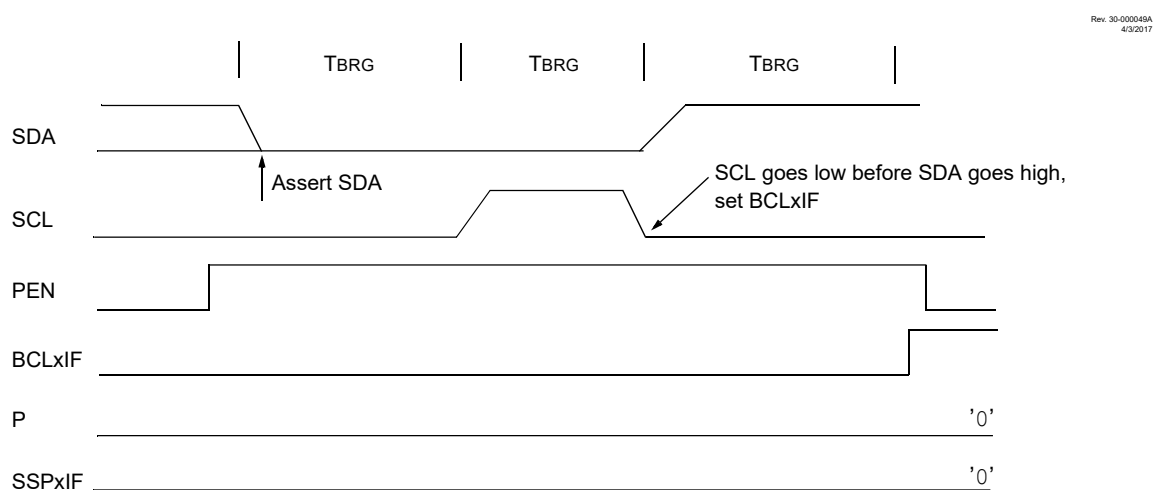 Rev. 30-000049A
4/3/2017
TBRG TBRG TBRG
SDA
Assert SDA
SCL goes low before SDA goes high,
set BCLxIF
SCL
PEN
BCLxIF
P '0'
SSPxIF '0'